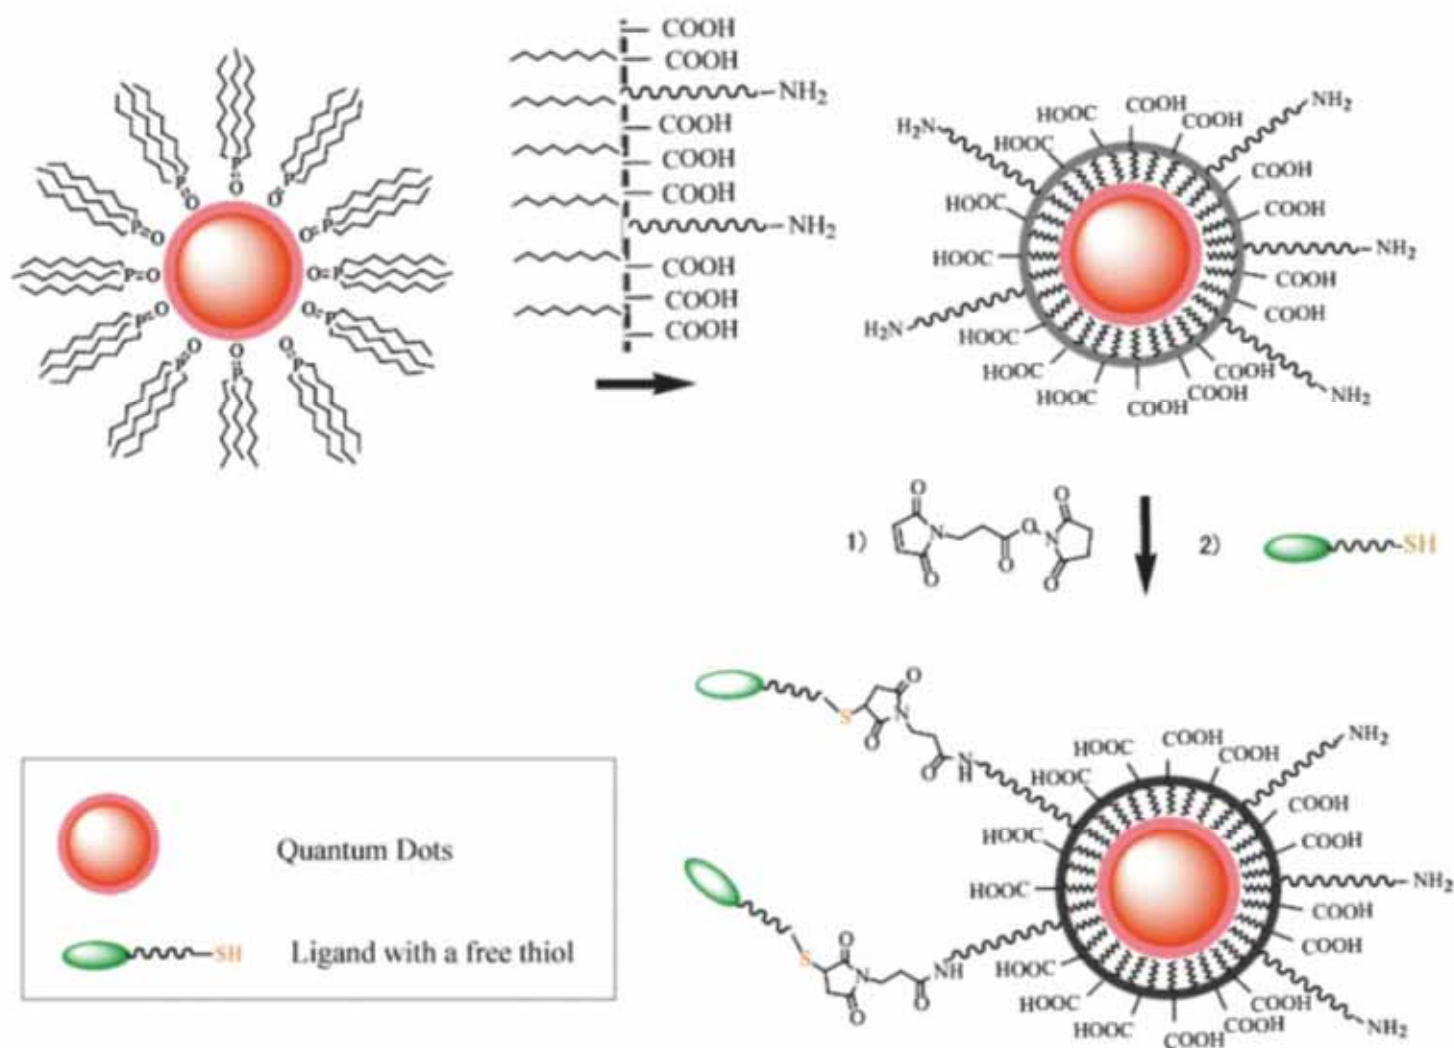 P=O
P=O
P=O
P=O
P=O
P=O
O=P
O=P
O=P
O=P
O=P
O=P
COOH
COOH
NH₂
COOH
COOH
COOH
NH₂
COOH
COOH
COOH
HOOC COOH NH₂
H₂N HOOC COOH
COOH
HOOC COOH
HOOC NH₂
COOH
H₂N HOOC COOH
HOOC COOH
HOOC COOH COOH NH₂
1) O N O O O N O O 2) SH
S O N O O N H
HOOC COOH COOH NH₂
HOOC COOH
HOOC COOH
HOOC NH₂
COOH
S O N O O NH COOH
HOOC
HOOC COOH
HOOC COOH COOH NH₂
Quantum Dots
SH Ligand with a free thiol